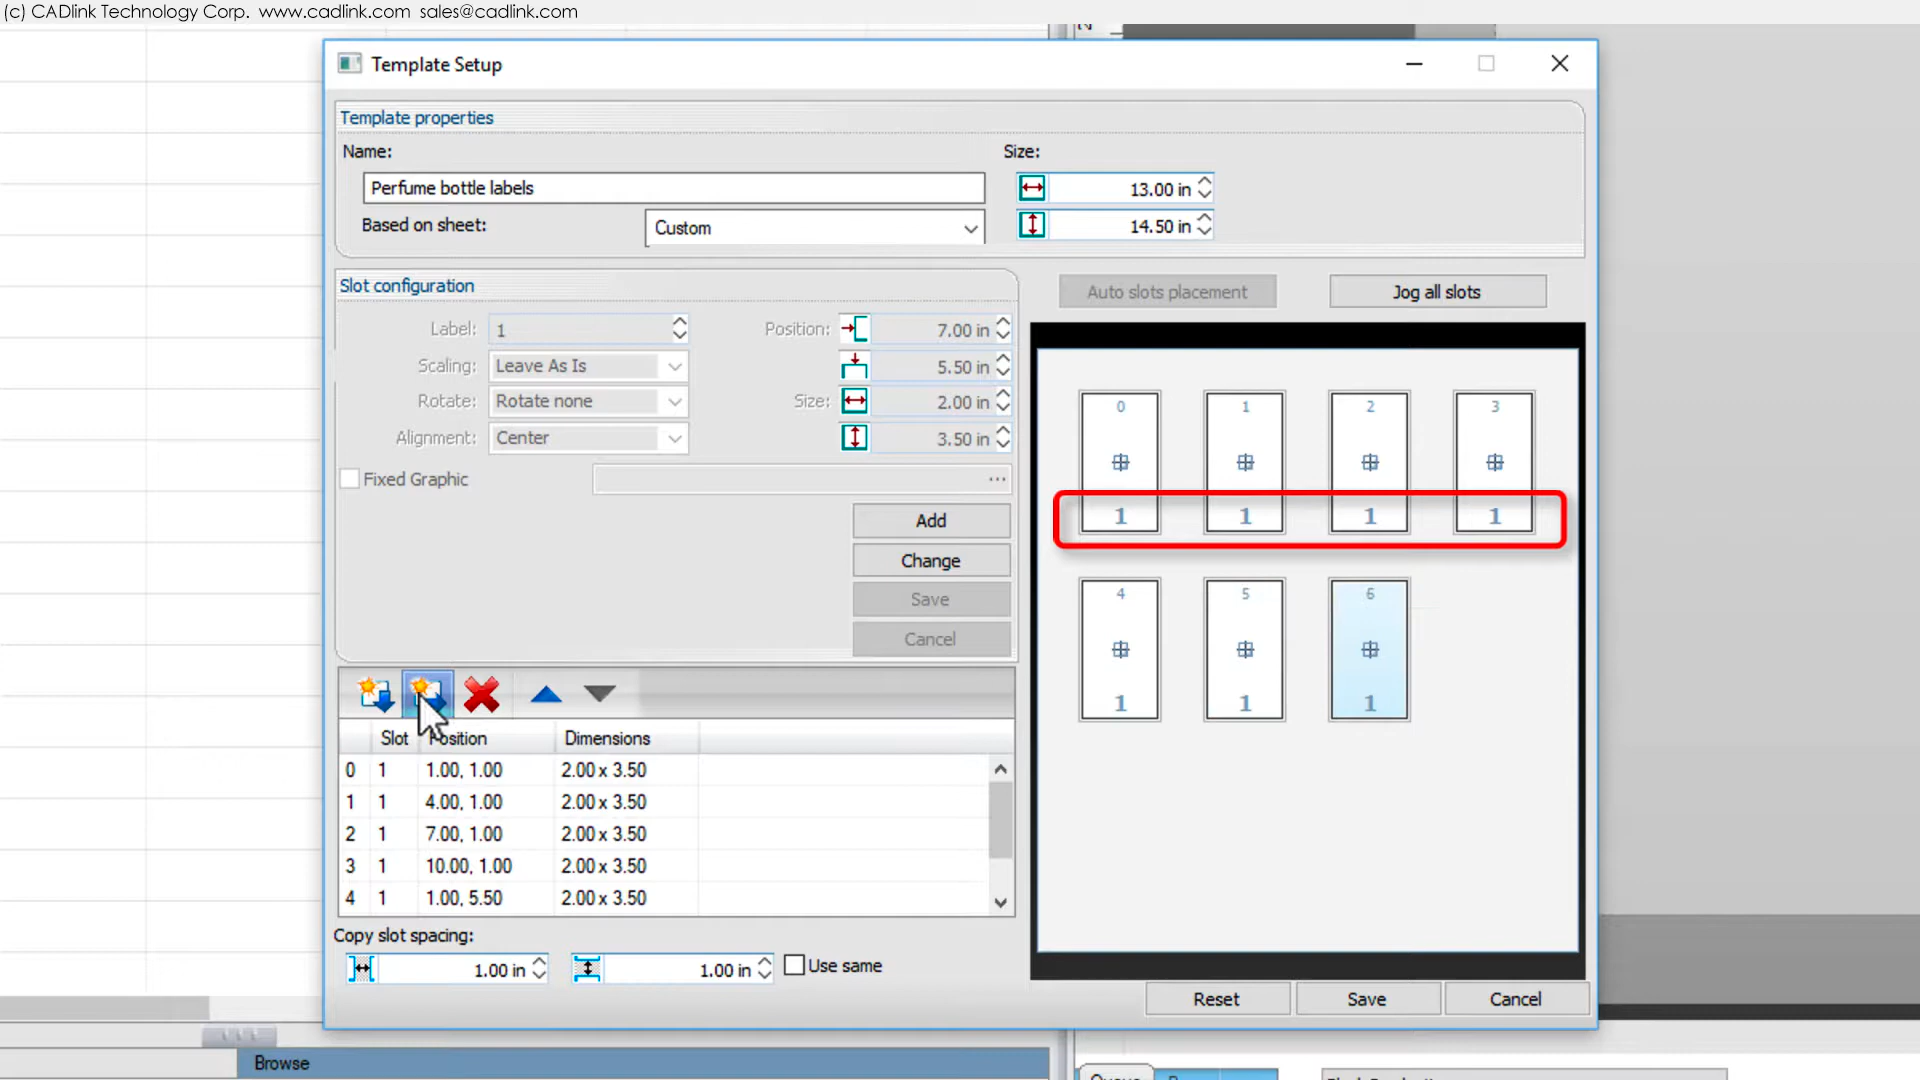 (c) CADlink Technology Corp. www.cadlink.com sales@cadlink.com
Template Setup
Template properties
Name:
Size:
Perfume bottle labels
13.00 in
Based on sheet:
Custom
14.50 in
Slot configuration
Auto slots placement
Jog all slots
Label:
1
Position:
7.00 in
Scaling:
Leave As Is
5.50 in
Rotate:
Rotate none
Size:
2.00 in
Alignment:
Center
3.50 in
Fixed Graphic
...
Add
Change
Save
Cancel
0 1 2 3
1 1 1 1
4 5 6
1 1 1
Slot Position Dimensions
0 1 1.00, 1.00 2.00 x 3.50
1 1 4.00, 1.00 2.00 x 3.50
2 1 7.00, 1.00 2.00 x 3.50
3 1 10.00, 1.00 2.00 x 3.50
4 1 1.00, 5.50 2.00 x 3.50
Copy slot spacing:
1.00 in
1.00 in
Use same
Reset
Save
Cancel
Browse